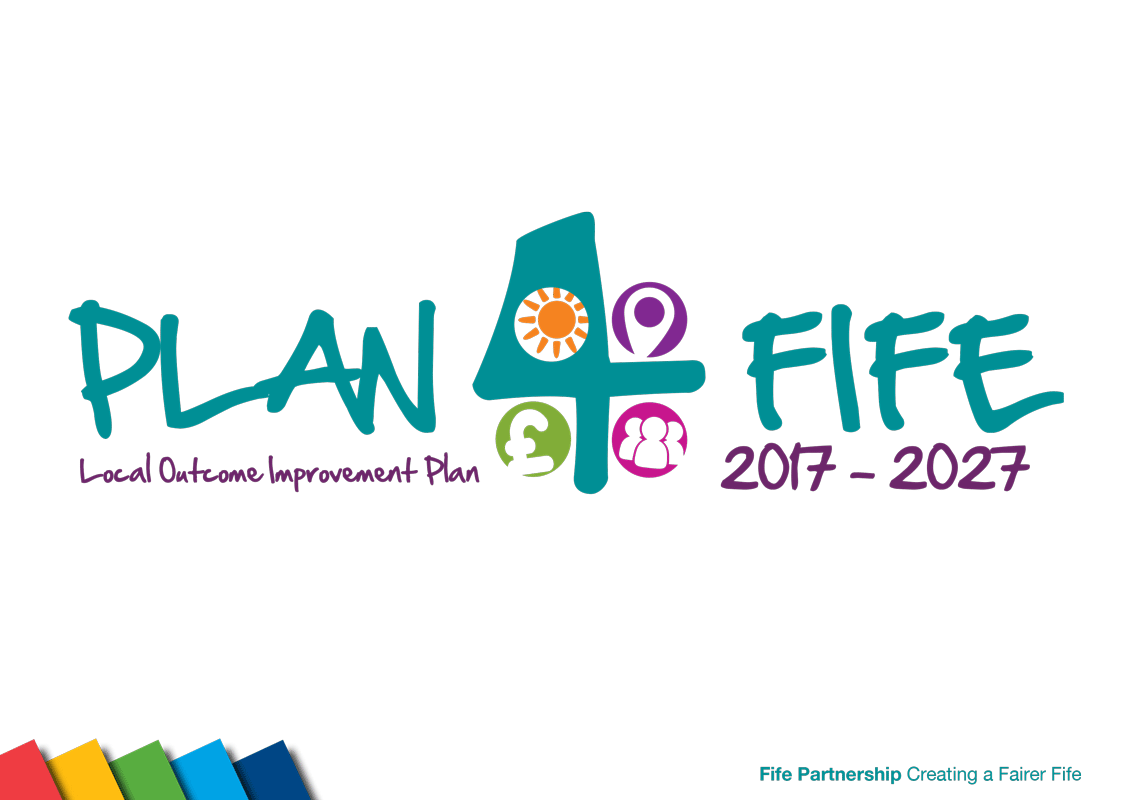 PLAN 4 FIFE
Local Outcome Improvement Plan
2017 - 2027
£
Fife Partnership Creating a Fairer Fife